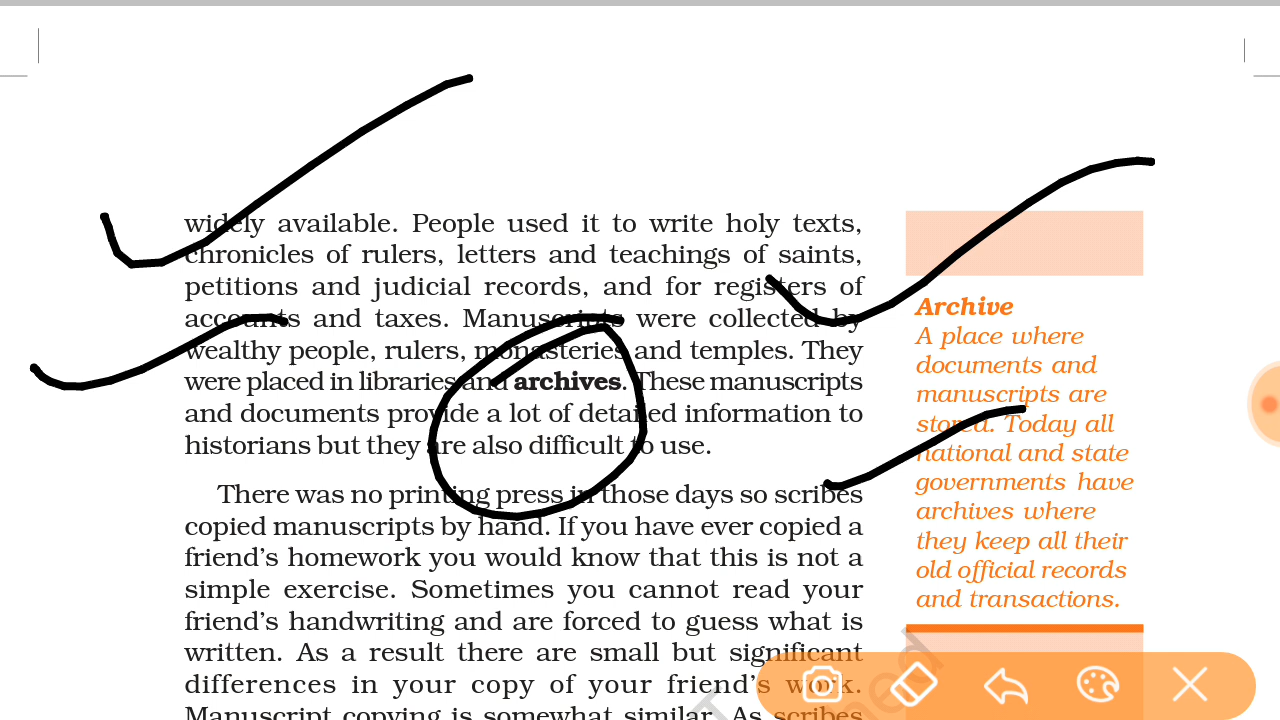 widely available. People used it to write holy texts,
chronicles of rulers, letters and teachings of saints,
petitions and judicial records, and for registers of
accounts and taxes. Manuscripts were collected by
wealthy people, rulers, monasteries and temples. They
were placed in libraries and archives. These manuscripts
and documents provide a lot of detailed information to
historians but they are also difficult to use.
There was no printing press in those days so scribes
copied manuscripts by hand. If you have ever copied a
friend's homework you would know that this is not a
simple exercise. Sometimes you cannot read your
friend's handwriting and are forced to guess what is
written. As a result there are small but significant
differences in your copy of your friend's work.
Manuscript copying is somewhat similar. As scribes
Archive
A place where
documents and
manuscripts are
stored. Today all
national and state
governments have
archives where
they keep all their
old official records
and transactions.